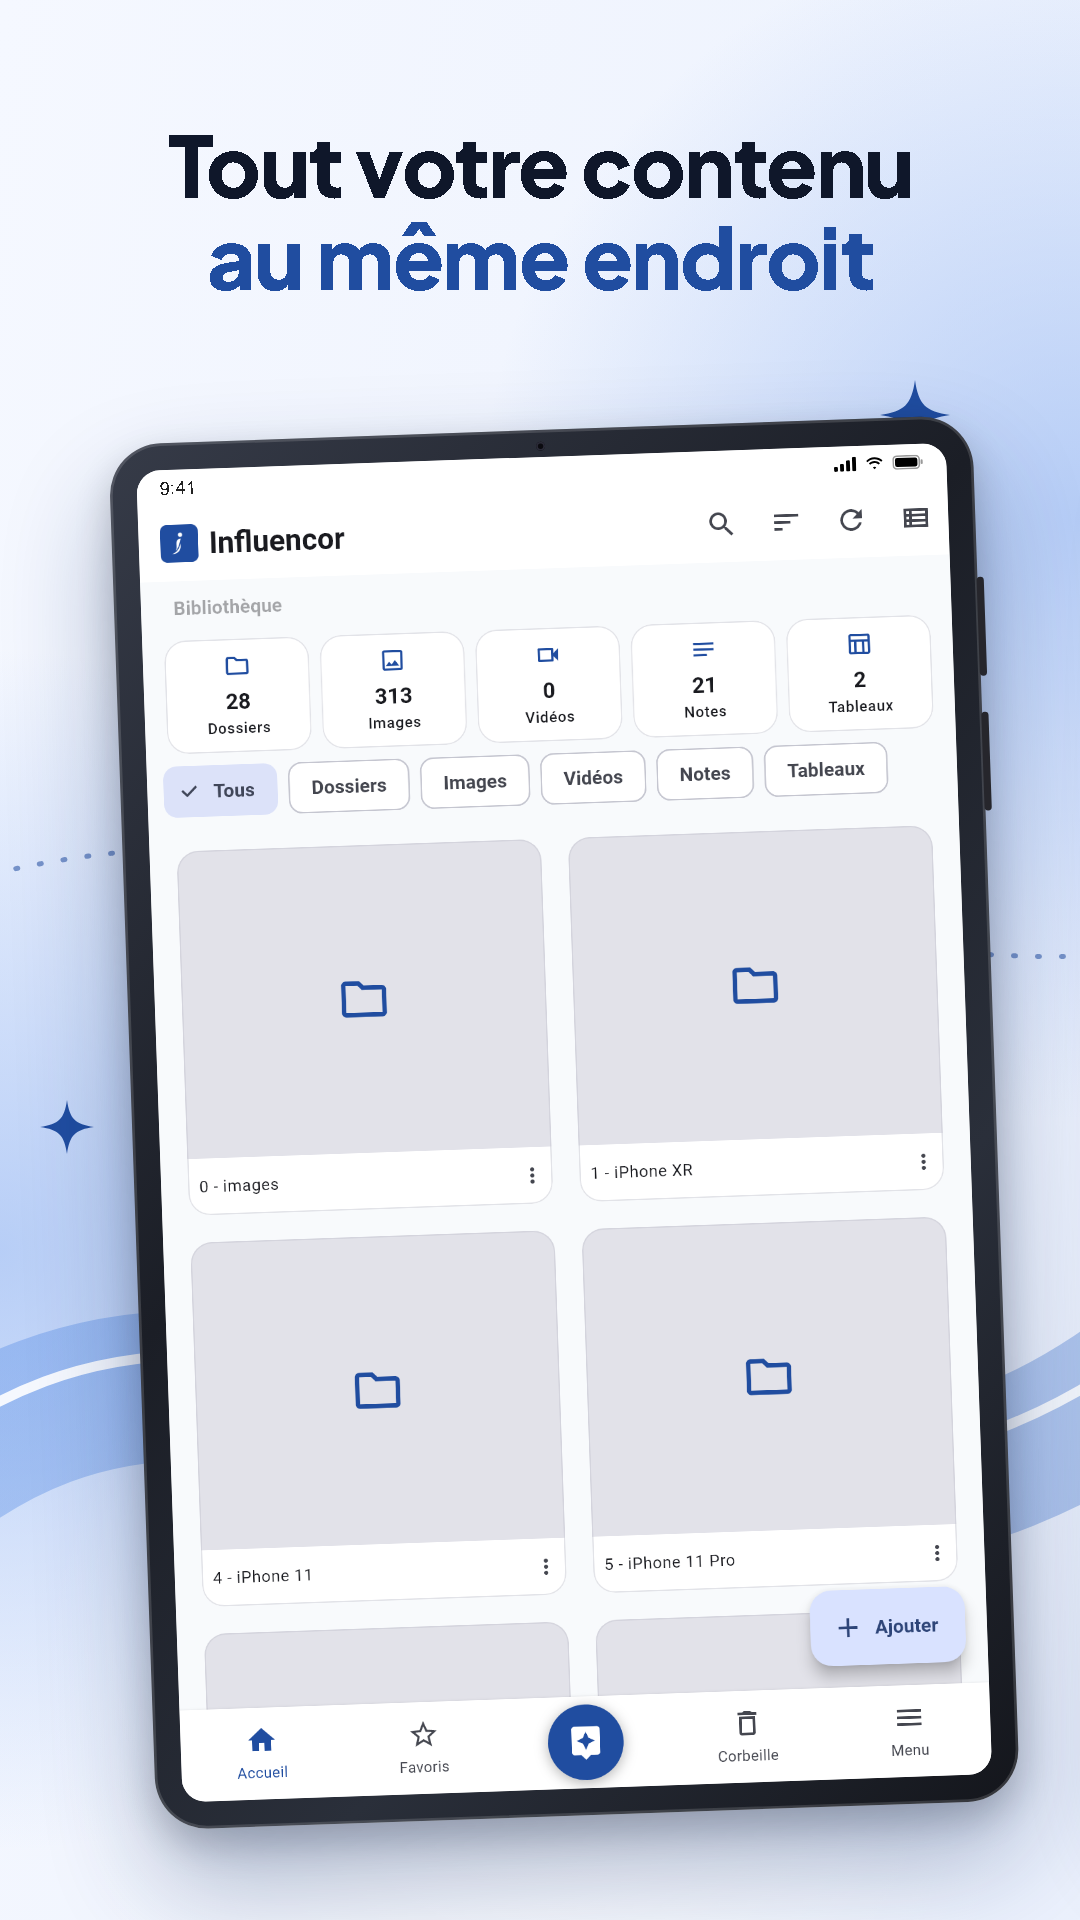 Tout votre contenu
au même endroit
9:41
Influencor
Bibliothèque
28
Dossiers
313
Images
0
Vidéos
21
Notes
2
Tableaux
Tous
Dossiers
Images
Vidéos
Notes
Tableaux
0 - images
1 - iPhone XR
4 - iPhone 11
5 - iPhone 11 Pro
Ajouter
Accueil
Favoris
Corbeille
Menu